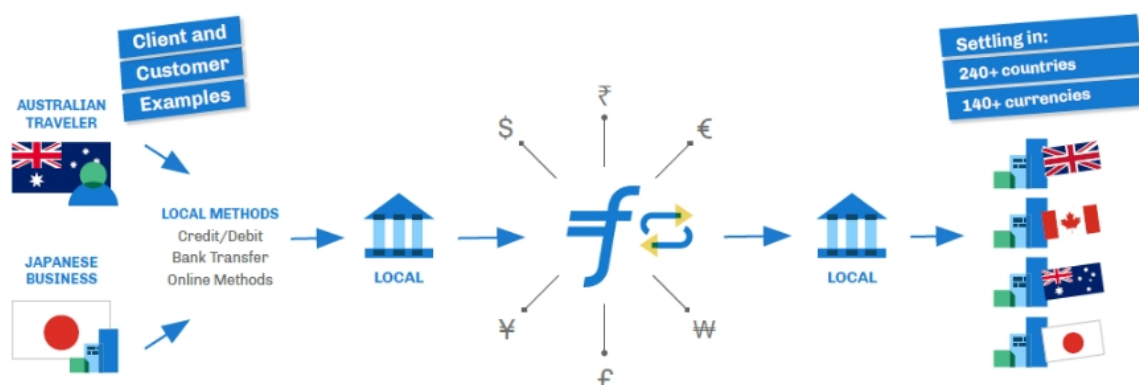 Client and
Customer
Examples
AUSTRALIAN
TRAVELER
JAPANESE
BUSINESS
LOCAL METHODS
Credit/Debit
Bank Transfer
Online Methods
LOCAL
$
₹
€
¥
£
₩
LOCAL
Settling in:
240+ countries
140+ currencies